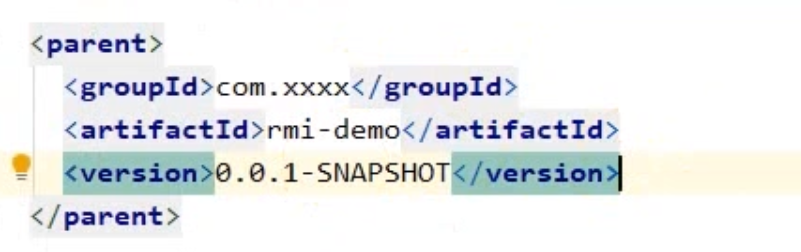 <parent>
<groupId>com.xxxx</groupId>
<artifactId>rmi-demo</artifactId>
<version>0.0.1-SNAPSHOT</version>
</parent>